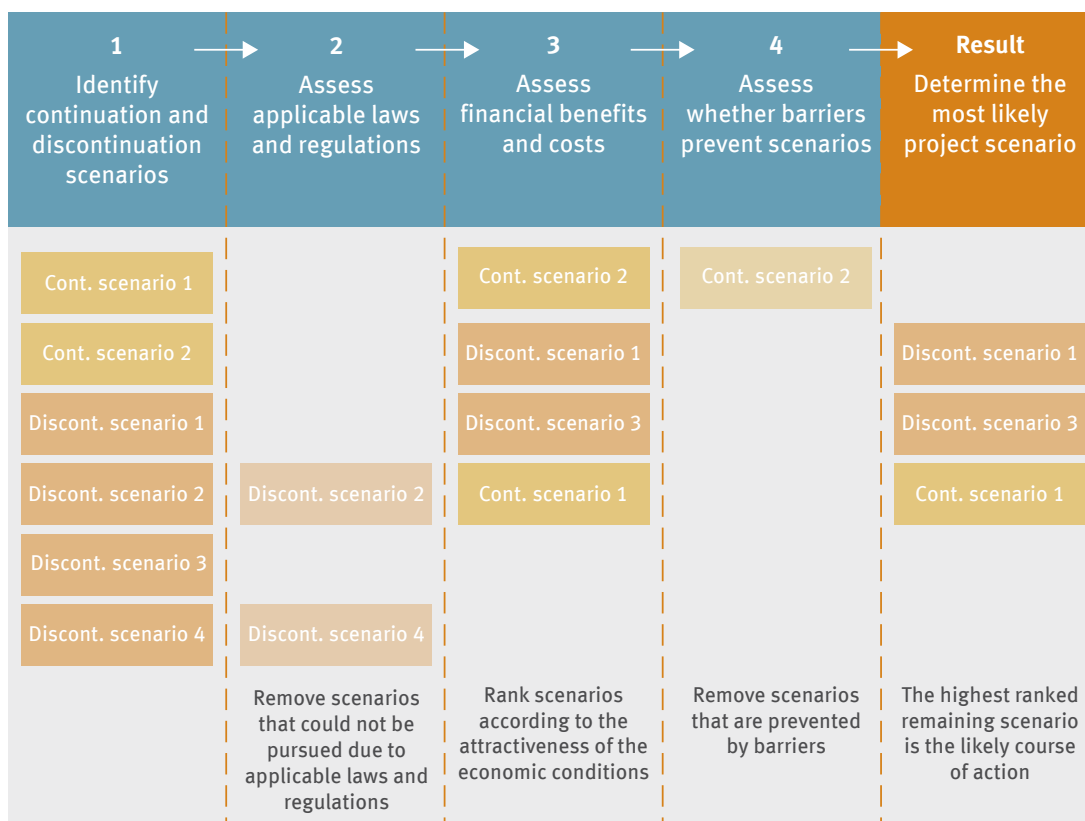 1
Identify
continuation and
discontinuation
scenarios
2
Assess
applicable laws
and regulations
3
Assess
financial benefits
and costs
4
Assess
whether barriers
prevent scenarios
Result
Determine the
most likely
project scenario
Cont. scenario 1
Cont. scenario 2
Discont. scenario 1
Discont. scenario 2
Discont. scenario 3
Discont. scenario 4
Discont. scenario 2
Discont. scenario 4
Remove scenarios
that could not be
pursued due to
applicable laws and
regulations
Cont. scenario 2
Discont. scenario 1
Discont. scenario 3
Cont. scenario 1
Rank scenarios
according to the
attractiveness of the
economic conditions
Cont. scenario 2
Remove scenarios
that are prevented
by barriers
Discont. scenario 1
Discont. scenario 3
Cont. scenario 1
The highest ranked
remaining scenario
is the likely course
of action